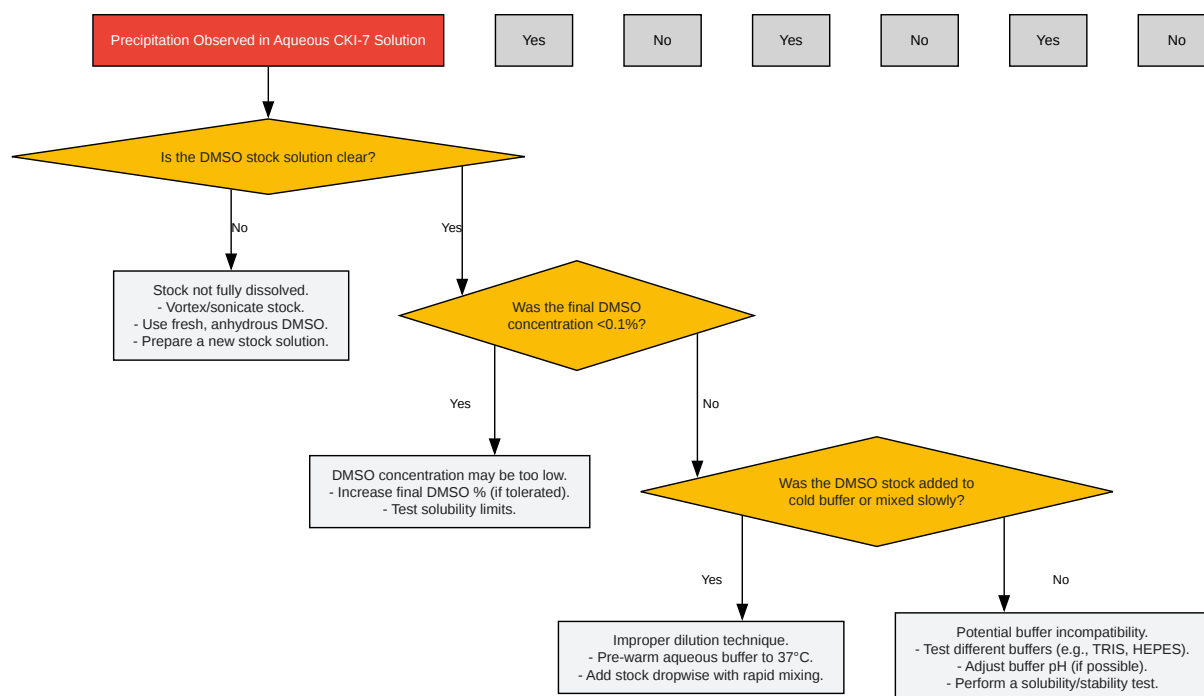 Precipitation Observed in Aqueous CKI-7 Solution
Yes
No
Yes
No
Yes
No
Is the DMSO stock solution clear?
No
Yes
Stock not fully dissolved.
- Vortex/sonicate stock.
- Use fresh, anhydrous DMSO.
- Prepare a new stock solution.
Was the final DMSO
concentration <0.1%?
Yes
No
DMSO concentration may be too low.
- Increase final DMSO % (if tolerated).
- Test solubility limits.
Was the DMSO stock added to
cold buffer or mixed slowly?
Yes
No
Improper dilution technique.
- Pre-warm aqueous buffer to 37°C.
- Add stock dropwise with rapid mixing.
Potential buffer incompatibility.
- Test different buffers (e.g., TRIS, HEPES).
- Adjust buffer pH (if possible).
- Perform a solubility/stability test.